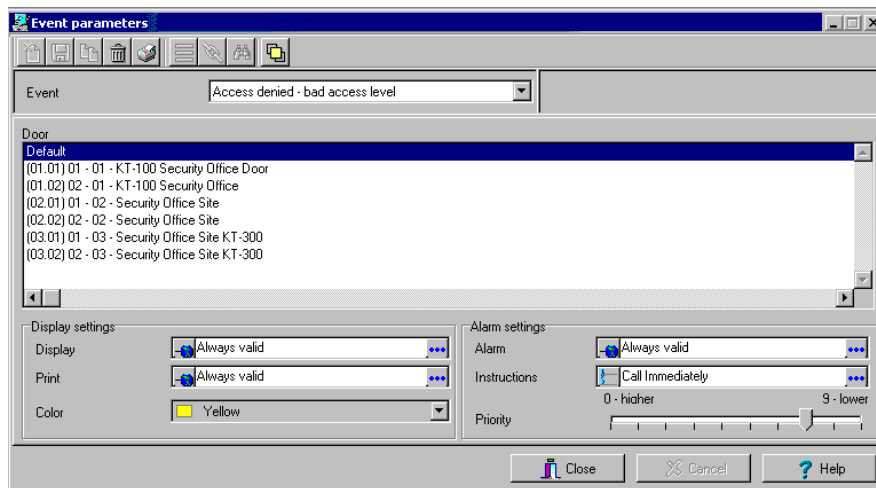 Event parameters
Event
Access denied - bad access level
Door
Default
(01.01) 01 - 01 - KT-100 Security Office Door
(01.02) 02 - 01 - KT-100 Security Office
(02.01) 01 - 02 - Security Office Site
(02.02) 02 - 02 - Security Office Site
(03.01) 01 - 03 - Security Office Site KT-300
(03.02) 02 - 03 - Security Office Site KT-300
Display settings
Display Always valid
Print Always valid
Color Yellow
Alarm settings
Alarm Always valid
Instructions Call Immediately
0 - higher 9 - lower
Priority
Close Cancel Help